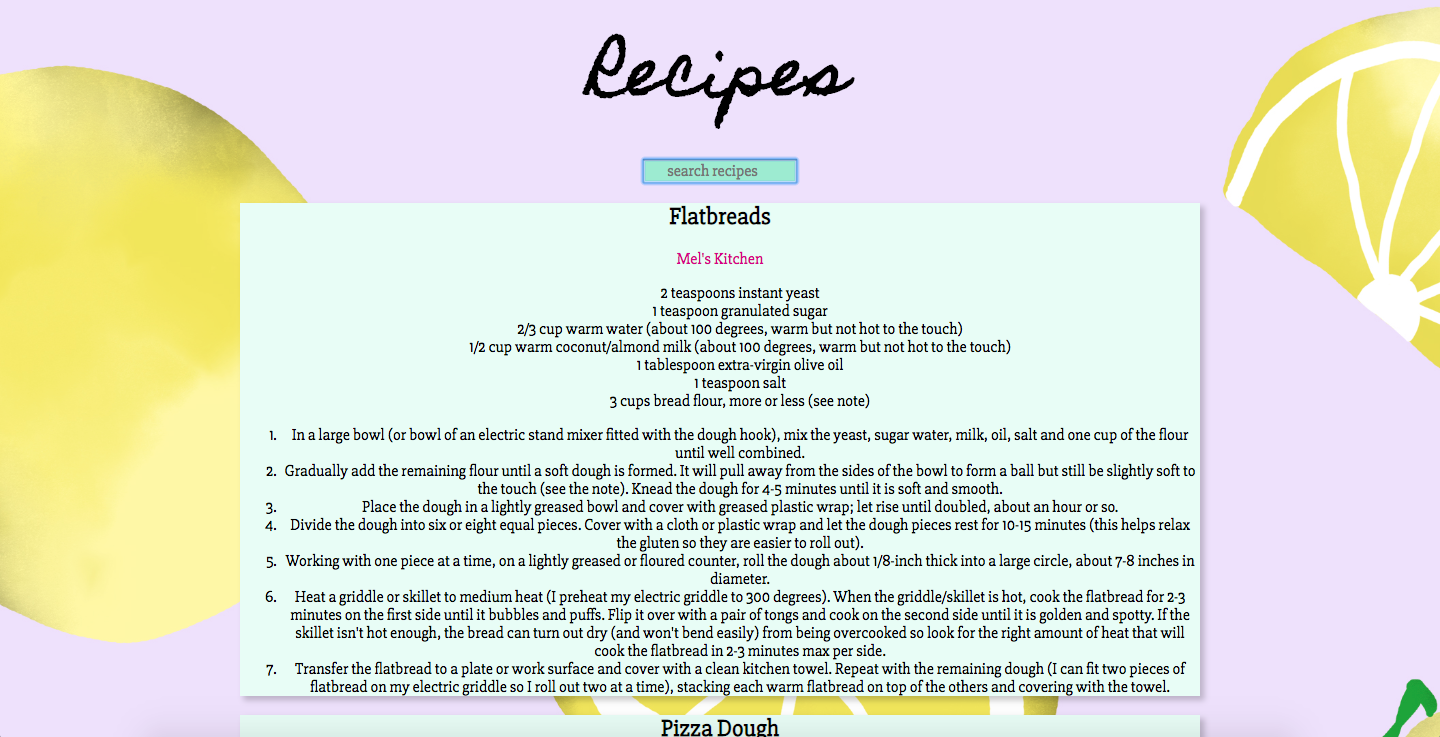 Recipes
search recipes
Flatbreads
Mel's Kitchen
2 teaspoons instant yeast
1 teaspoon granulated sugar
2/3 cup warm water (about 100 degrees, warm but not hot to the touch)
1/2 cup warm coconut/almond milk (about 100 degrees, warm but not hot to the touch)
1 tablespoon extra-virgin olive oil
1 teaspoon salt
3 cups bread flour, more or less (see note)
1. In a large bowl (or bowl of an electric stand mixer fitted with the dough hook), mix the yeast, sugar water, milk, oil, salt and one cup of the flour
until well combined.
2. Gradually add the remaining flour until a soft dough is formed. It will pull away from the sides of the bowl to form a ball but still be slightly soft to
the touch (see the note). Knead the dough for 4-5 minutes until it is soft and smooth.
3. Place the dough in a lightly greased bowl and cover with greased plastic wrap; let rise until doubled, about an hour or so.
4. Divide the dough into six or eight equal pieces. Cover with a cloth or plastic wrap and let the dough pieces rest for 10-15 minutes (this helps relax
the gluten so they are easier to roll out).
5. Working with one piece at a time, on a lightly greased or floured counter, roll the dough about 1/8-inch thick into a large circle, about 7-8 inches in
diameter.
6. Heat a griddle or skillet to medium heat (I preheat my electric griddle to 300 degrees). When the griddle/skillet is hot, cook the flatbread for 2-3
minutes on the first side until it bubbles and puffs. Flip it over with a pair of tongs and cook on the second side until it is golden and spotty. If the
skillet isn't hot enough, the bread can turn out dry (and won't bend easily) from being overcooked so look for the right amount of heat that will
cook the flatbread in 2-3 minutes max per side.
7. Transfer the flatbread to a plate or work surface and cover with a clean kitchen towel. Repeat with the remaining dough (I can fit two pieces of
flatbread on my electric griddle so I roll out two at a time), stacking each warm flatbread on top of the others and covering with the towel.
Pizza Dough